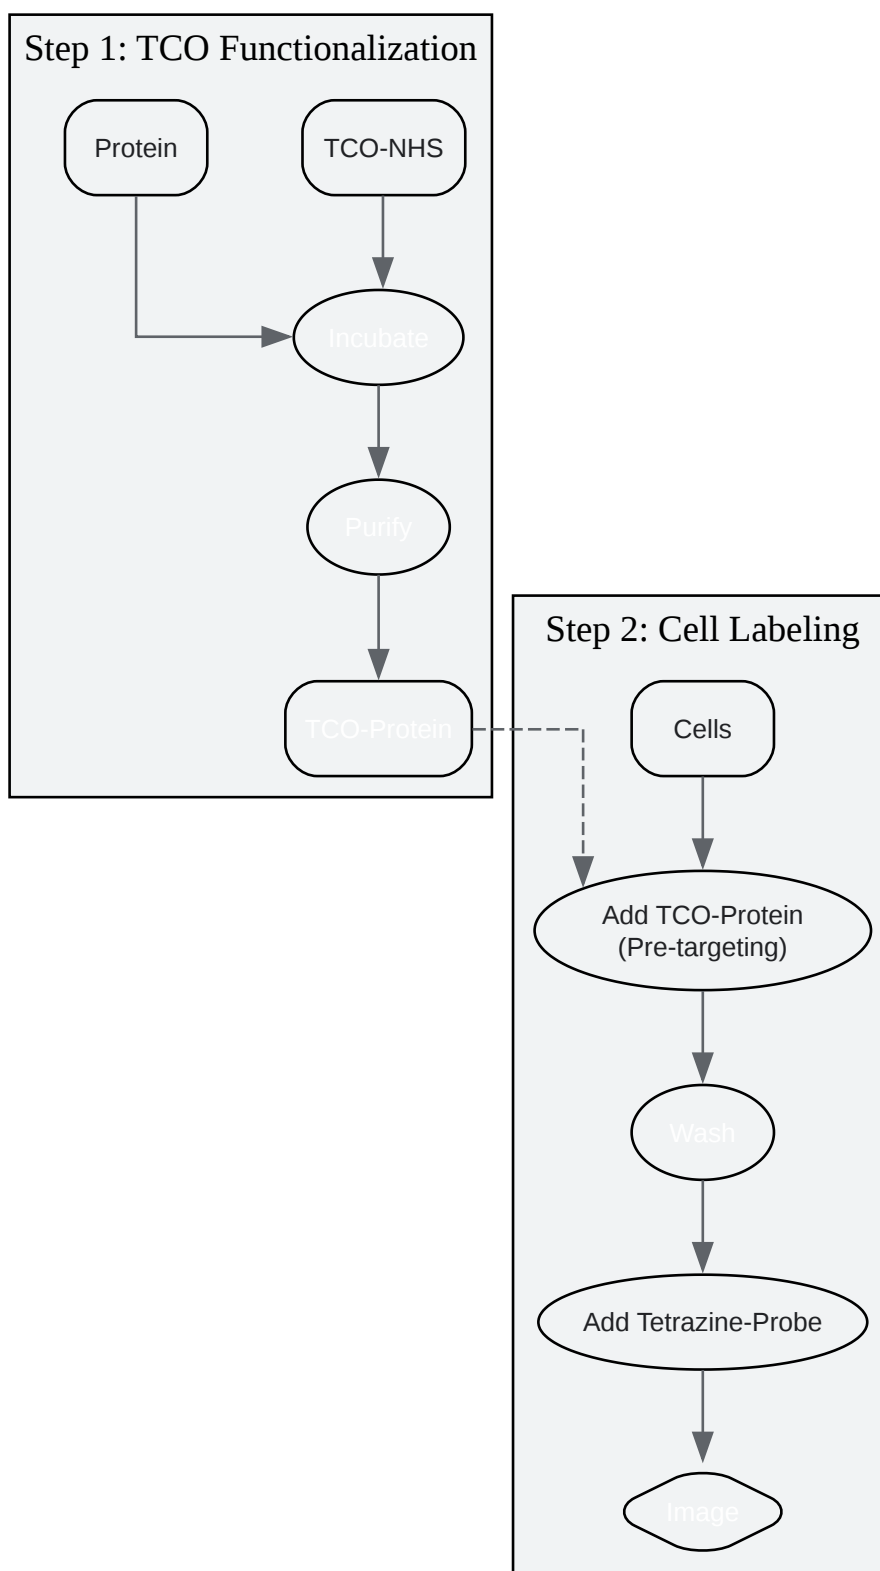 Step 1: TCO Functionalization
Protein
TCO-NHS
Incubate
Purify
TCO-Protein
Step 2: Cell Labeling
Cells
Add TCO-Protein
(Pre-targeting)
Wash
Add Tetrazine-Probe
Image